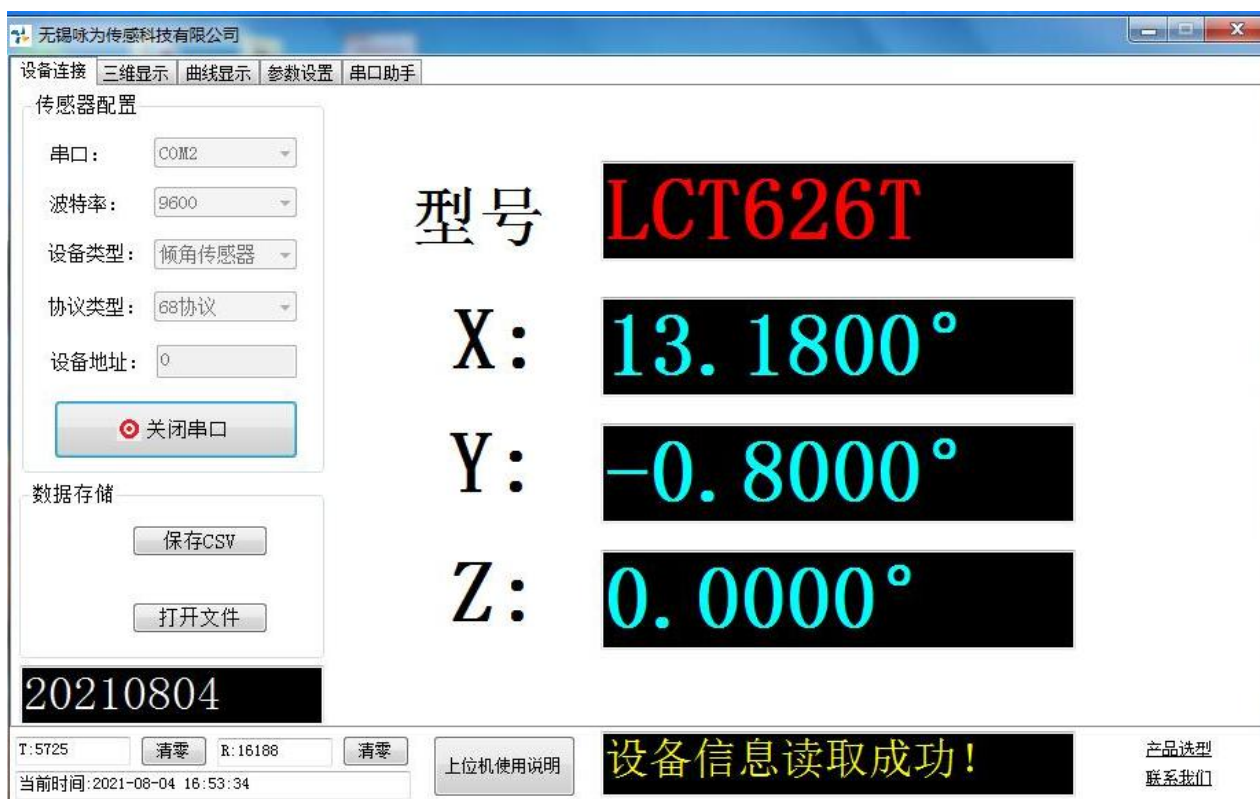 无锡咏为传感科技有限公司
设备连接 三维显示 曲线显示 参数设置 串口助手
传感器配置
串口： COM2
波特率： 9600
设备类型： 倾角传感器
协议类型： 68协议
设备地址： 0
关闭串口
数据存储
保存CSV
打开文件
20210804
型号 LCT626T
X: 13.1800°
Y: -0.8000°
Z: 0.0000°
T:5725 清零 R:16188 清零
当前时间:2021-08-04 16:53:34
上位机使用说明
设备信息读取成功!
产品选型
联系我们